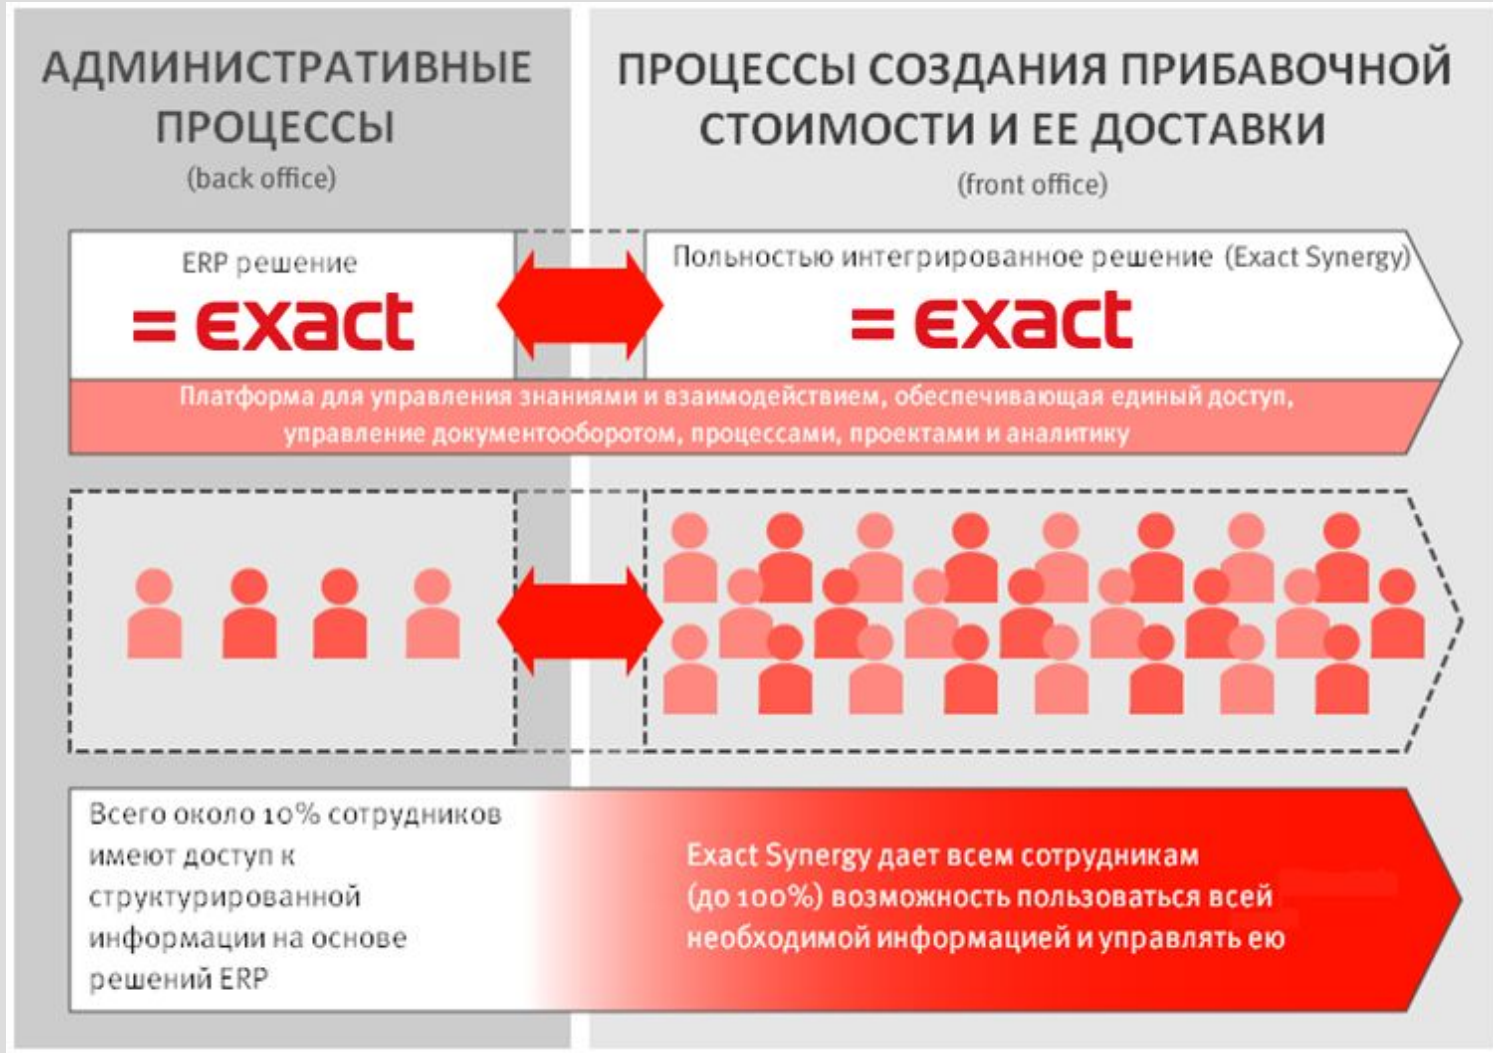 АДМИНИСТРАТИВНЫЕ
ПРОЦЕССЫ
(back office)
ПРОЦЕССЫ СОЗДАНИЯ ПРИБАВОЧНОЙ
СТОИМОСТИ И ЕЕ ДОСТАВКИ
(front office)
ERP решение
= exact
Польностью интегрированное решение (Exact Synergy)
= exact
Платформа для управления знаниями и взаимодействием, обеспечивающая единый доступ,
управление документооборотом, процессами, проектами и аналитику
Всего около 10% сотрудников
имеют доступ к
структурированной
информации на основе
решений ERP
Exact Synergy дает всем сотрудникам
(до 100%) возможность пользоваться всей
необходимой информацией и управлять ею